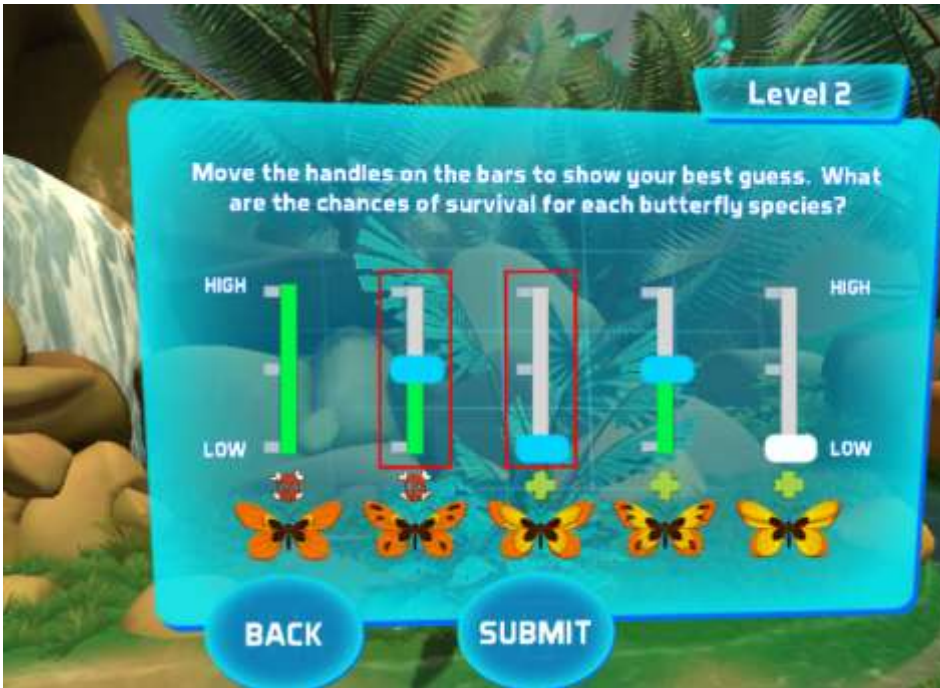 Level 2
Move the handles on the bars to show your best guess.  What
are the chances of survival for each butterfly species?
HIGH
HIGH
LOW
LOW
BACK
SUBMIT